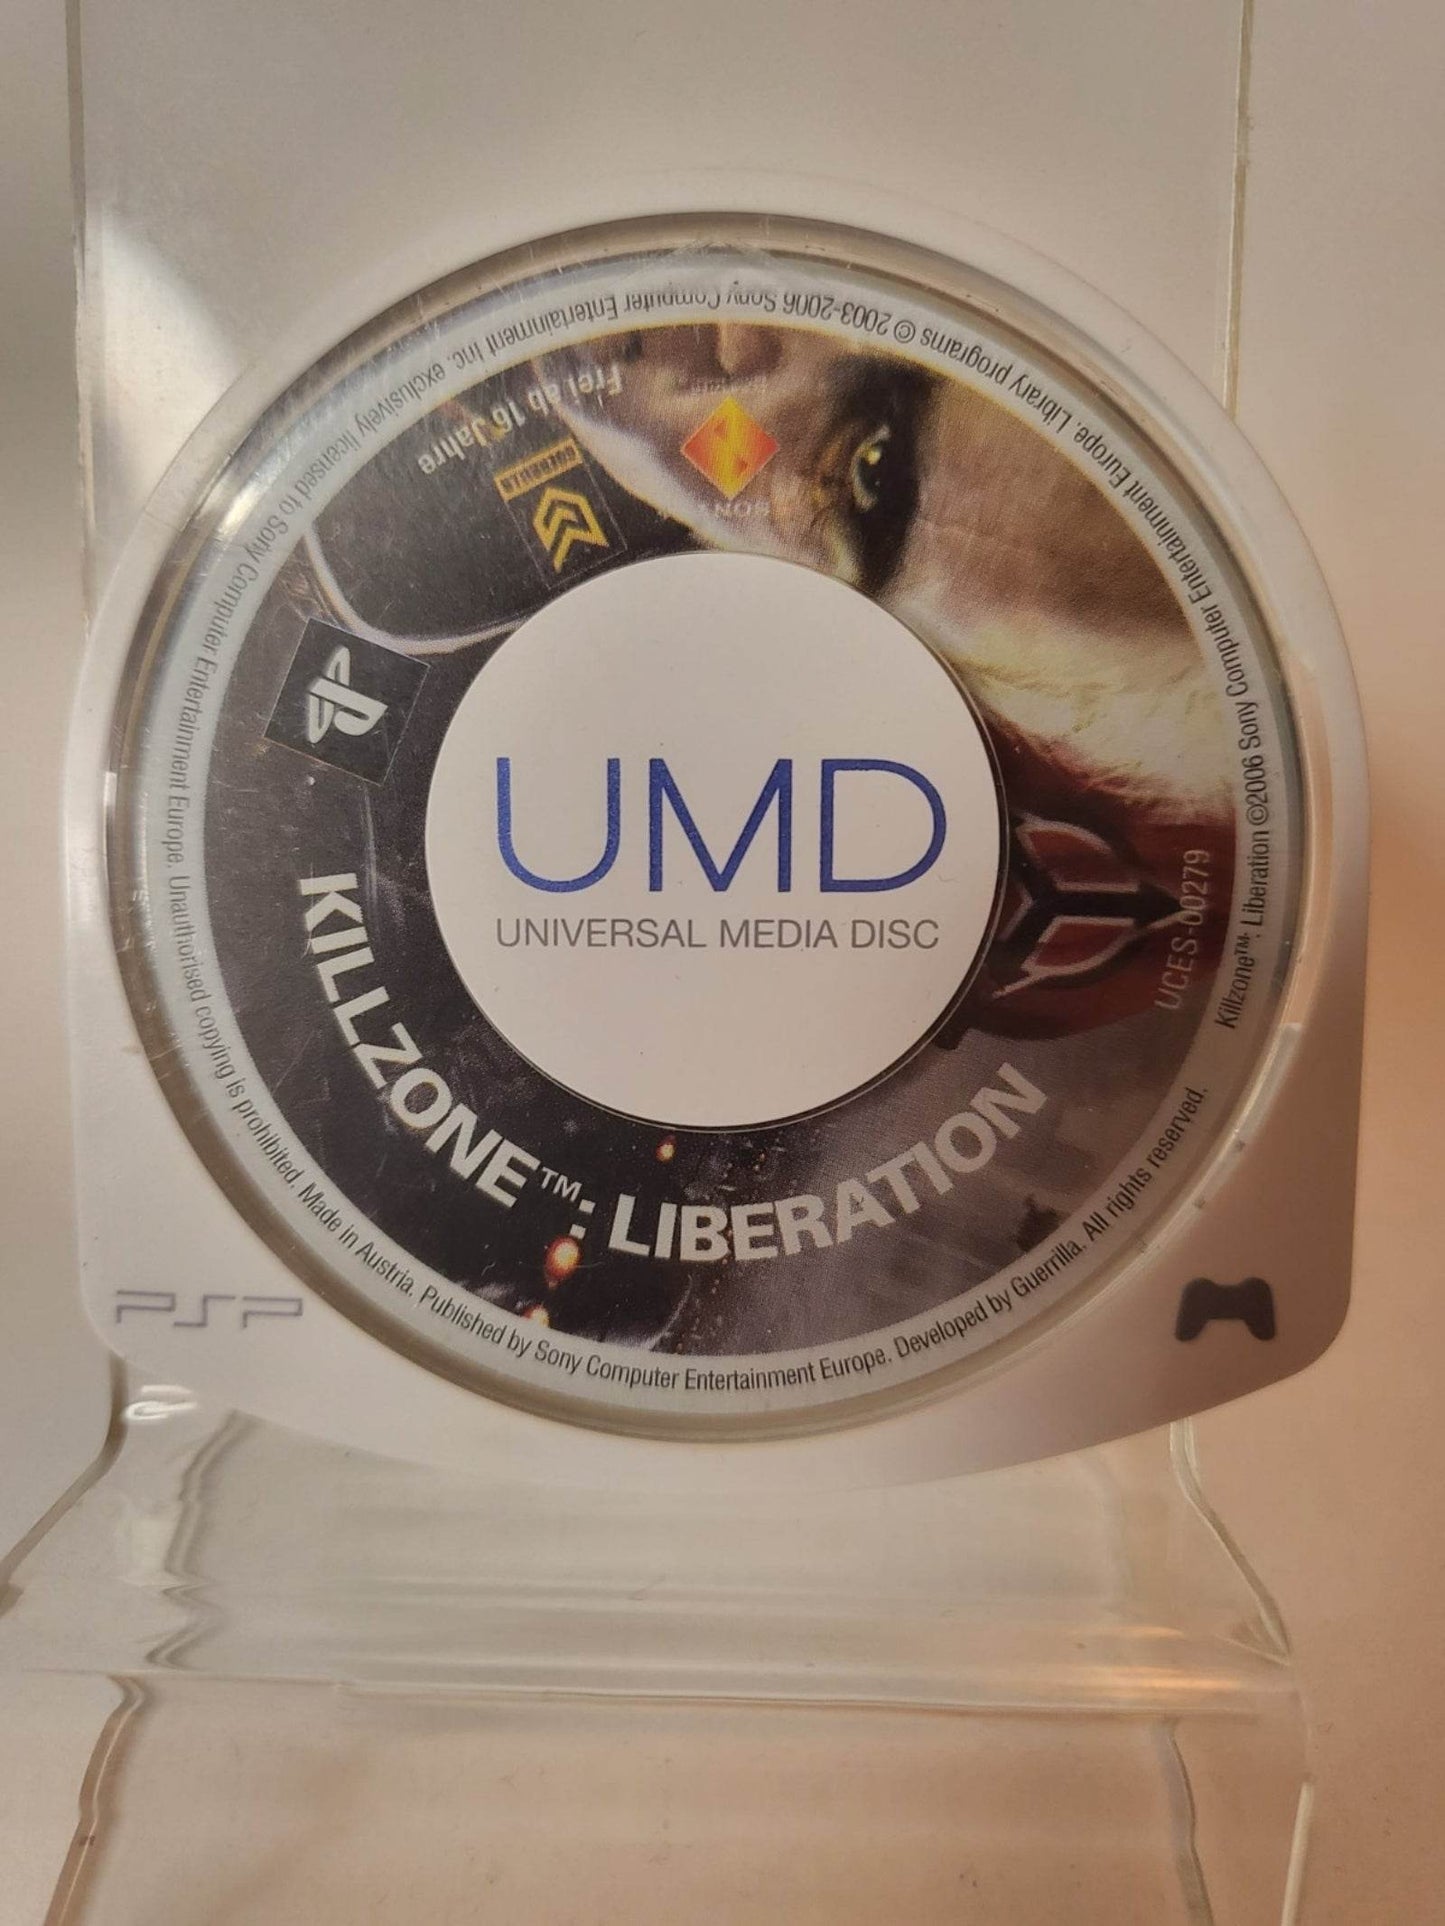 UMD
UNIVERSAL MEDIA DISC
KILLZONE™: LIBERATION
UCES-00279
Frei ab 16 Jahre
GUERRILLA
PSP
Killzone™: Liberation ©2006 Sony Computer Entertainment Europe. Library programs © 2003-2006 Sony Computer Entertainment Inc. exclusively licensed to Sony Computer Entertainment Europe. Unauthorised copying is prohibited. Made in Austria. Published by Sony Computer Entertainment Europe. Developed by Guerrilla. All rights reserved.